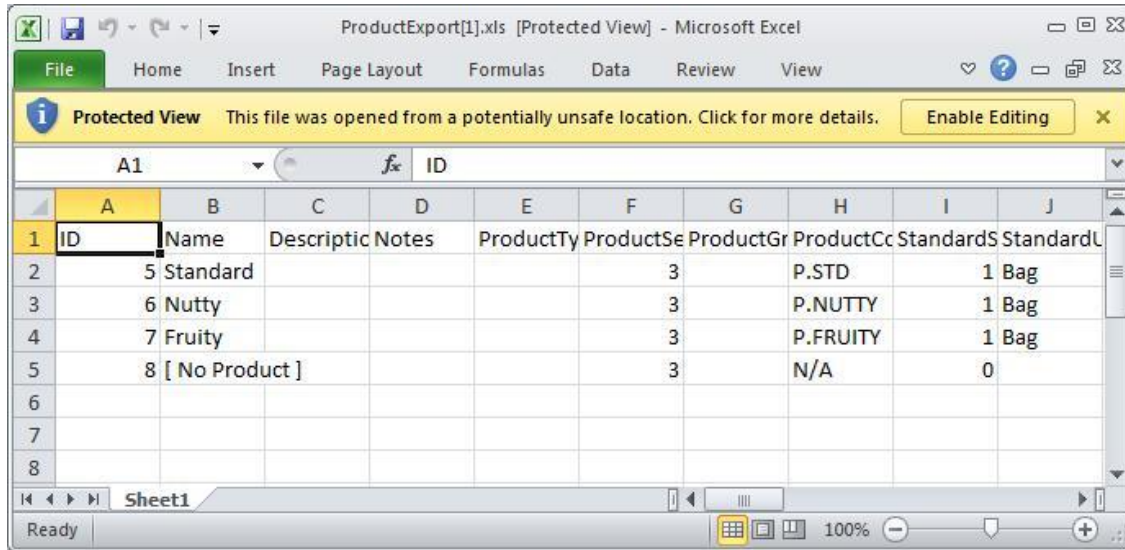 ProductExport[1].xls [Protected View] - Microsoft Excel
File Home Insert Page Layout Formulas Data Review View
Protected View This file was opened from a potentially unsafe location. Click for more details. Enable Editing
A1 fx ID
A B C D E F G H I J
1 ID Name Descriptic Notes ProductTy ProductSe ProductGr ProductCo StandardS StandardU
2 5 Standard 3 P.STD 1 Bag
3 6 Nutty 3 P.NUTTY 1 Bag
4 7 Fruity 3 P.FRUITY 1 Bag
5 8 [ No Product ] 3 N/A 0
6
7
8
Sheet1
Ready 100%